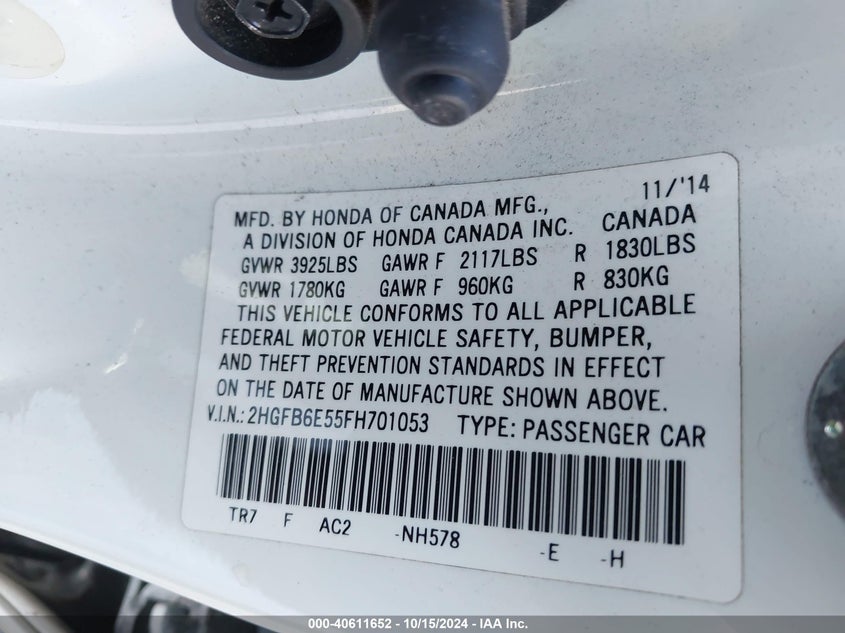 11/'14
MFD. BY HONDA OF CANADA MFG.,
A DIVISION OF HONDA CANADA INC. CANADA
GVWR 3925LBS GAWR F 2117LBS R 1830LBS
GVWR 1780KG GAWR F 960KG R 830KG
THIS VEHICLE CONFORMS TO ALL APPLICABLE
FEDERAL MOTOR VEHICLE SAFETY, BUMPER,
AND THEFT PREVENTION STANDARDS IN EFFECT
ON THE DATE OF MANUFACTURE SHOWN ABOVE.
V.I.N.: 2HGFB6E55FH701053 TYPE: PASSENGER CAR
TR7 F AC2 -NH578 -E -H
000-40611652 - 10/15/2024 - IAA Inc.